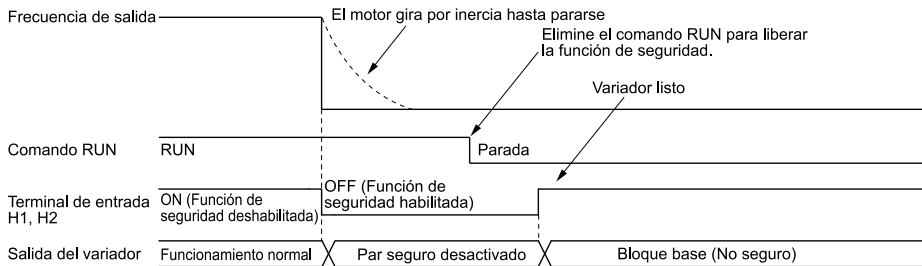 Frecuencia de salida
El motor gira por inercia hasta pararse
Elimine el comando RUN para liberar
la función de seguridad.
Variador listo
Comando RUN
RUN
Parada
Terminal de entrada
H1, H2
ON (Función de
seguridad deshabilitada)
OFF (Función de
seguridad habilitada)
Salida del variador
Funcionamiento normal
Par seguro desactivado
Bloque base (No seguro)